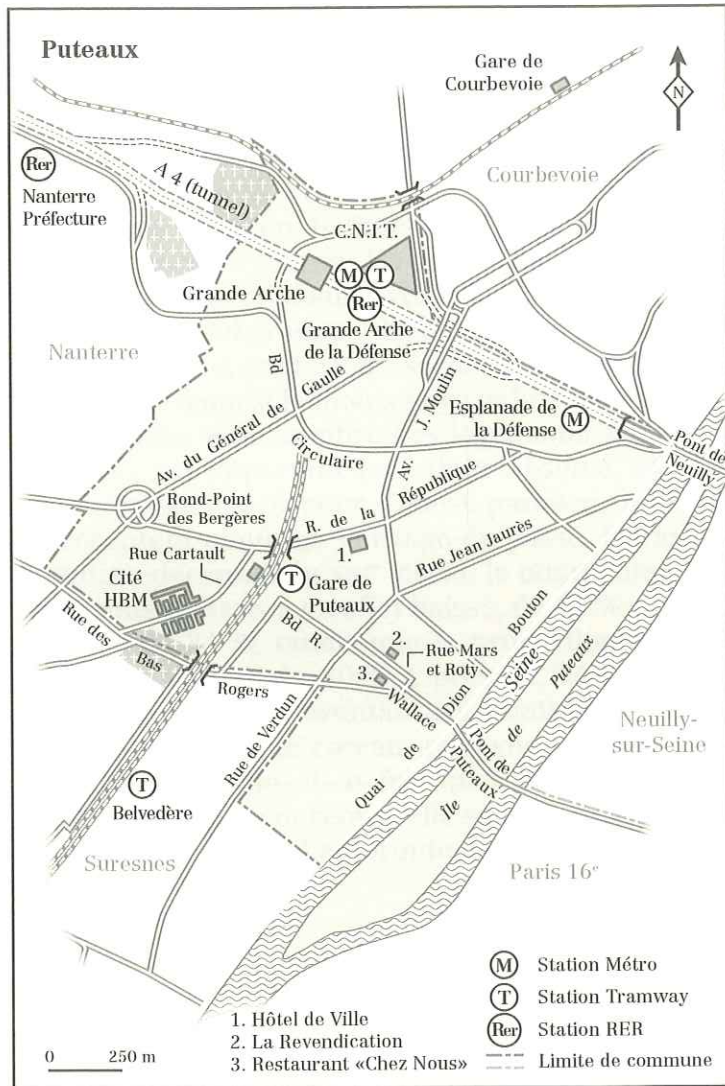 Puteaux
Gare de
Courbevoie
N
Courbevoie
Rer
Nanterre
Préfecture
A 4 (tunnel)
C.N.I.T.
M T
Rer
Grande Arche
Grande Arche
de la Défense
Nanterre
Bd
Circulaire
Av. du Général de Gaulle
Av. J. Moulin
Esplanade de
la Défense
M
Pont de
Neuilly
Rond-Point
des Bergères
R. de la République
1.
Rue Jean Jaurès
Rue Cartault
Cité
HBM
T
Gare de
Puteaux
Rue des Bas Rogers
Bd R. Wallace
2.
Rue Mars
et Roty
3.
Rue de Verdun
Quai de Dion Bouton
Seine
Île de Puteaux
Pont de
Puteaux
Neuilly-
sur-Seine
T
Belvedère
Suresnes
Paris 16e
M Station Métro
T Station Tramway
Rer Station RER
Limite de commune
1. Hôtel de Ville
2. La Revendication
3. Restaurant «Chez Nous»
0 250 m